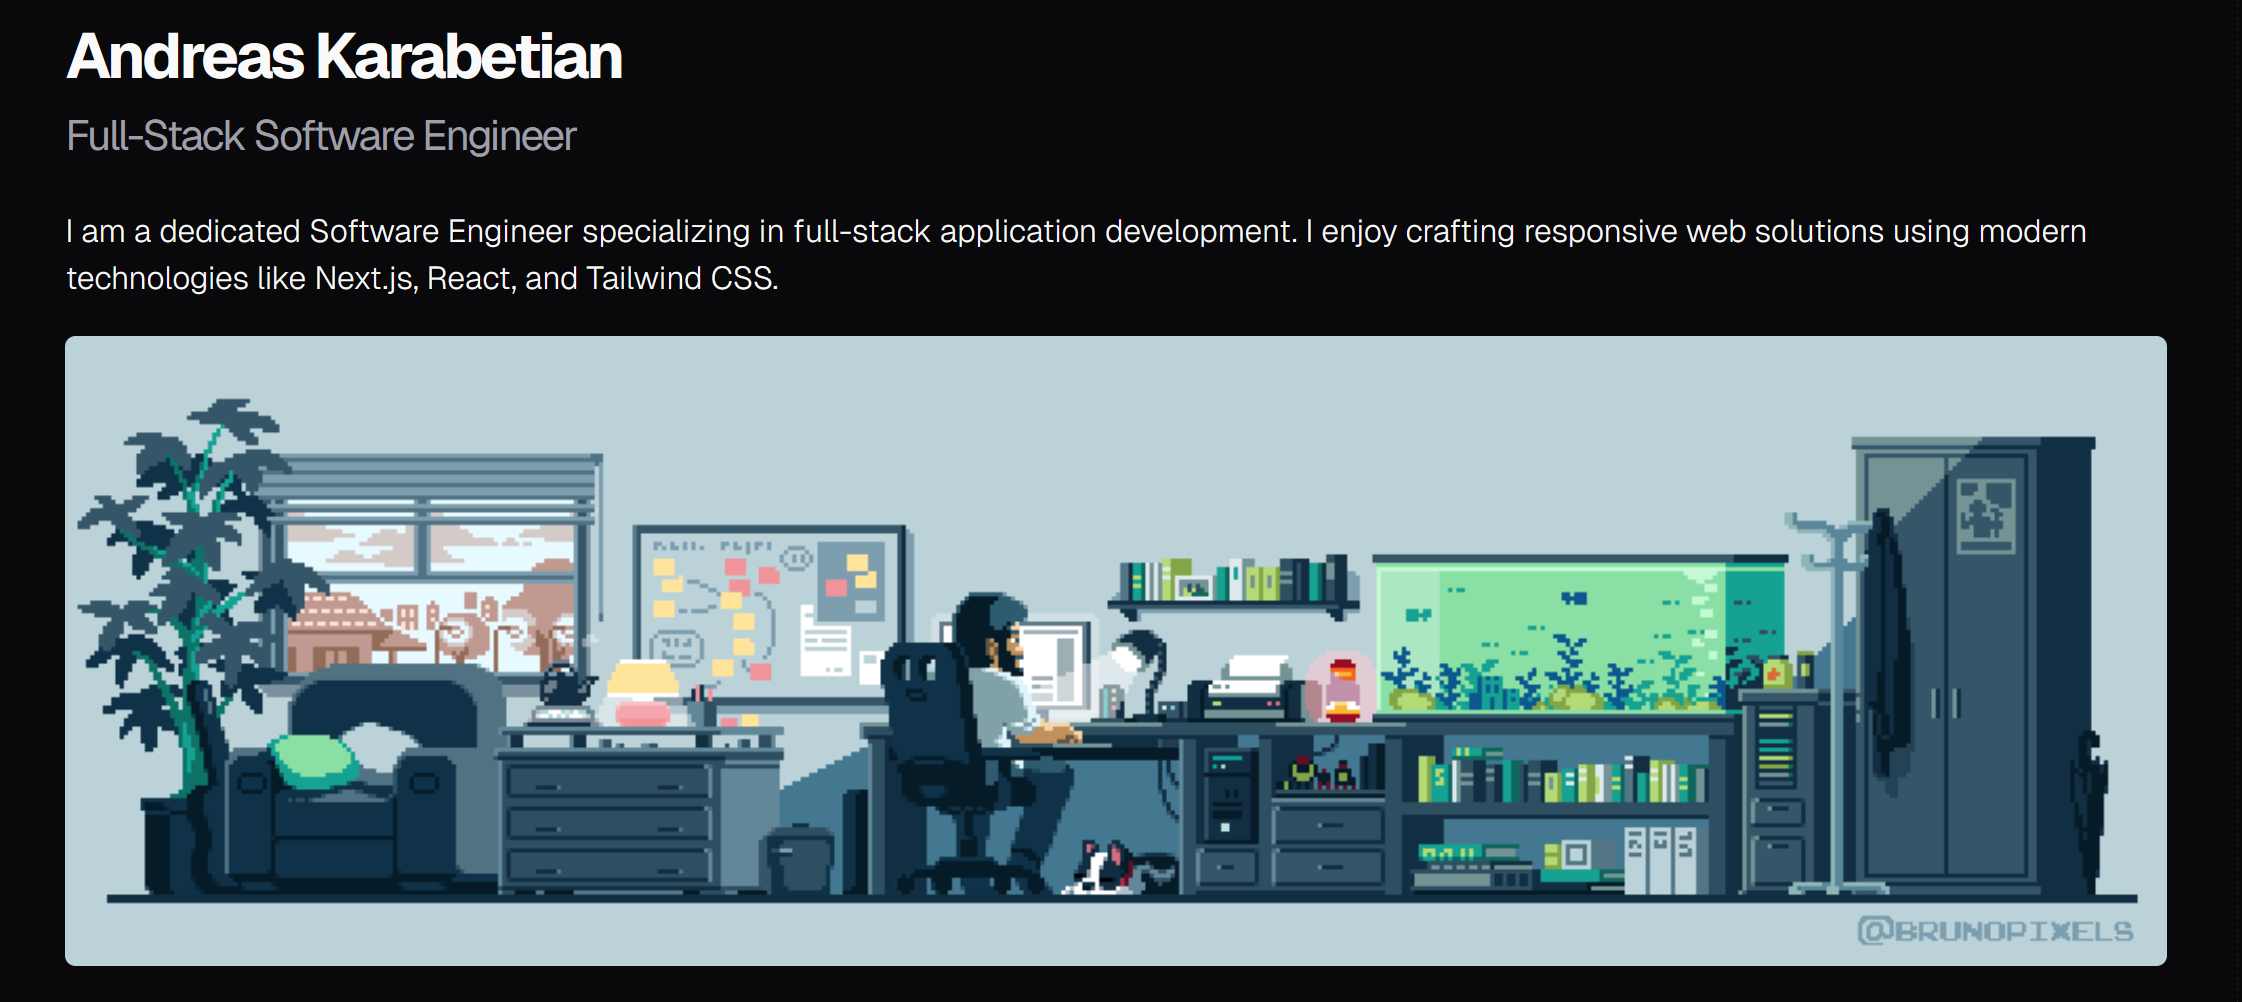 Andreas Karabetian
Full-Stack Software Engineer
I am a dedicated Software Engineer specializing in full-stack application development. I enjoy crafting responsive web solutions using modern
technologies like Next.js, React, and Tailwind CSS.
@BRUNOPIXELS